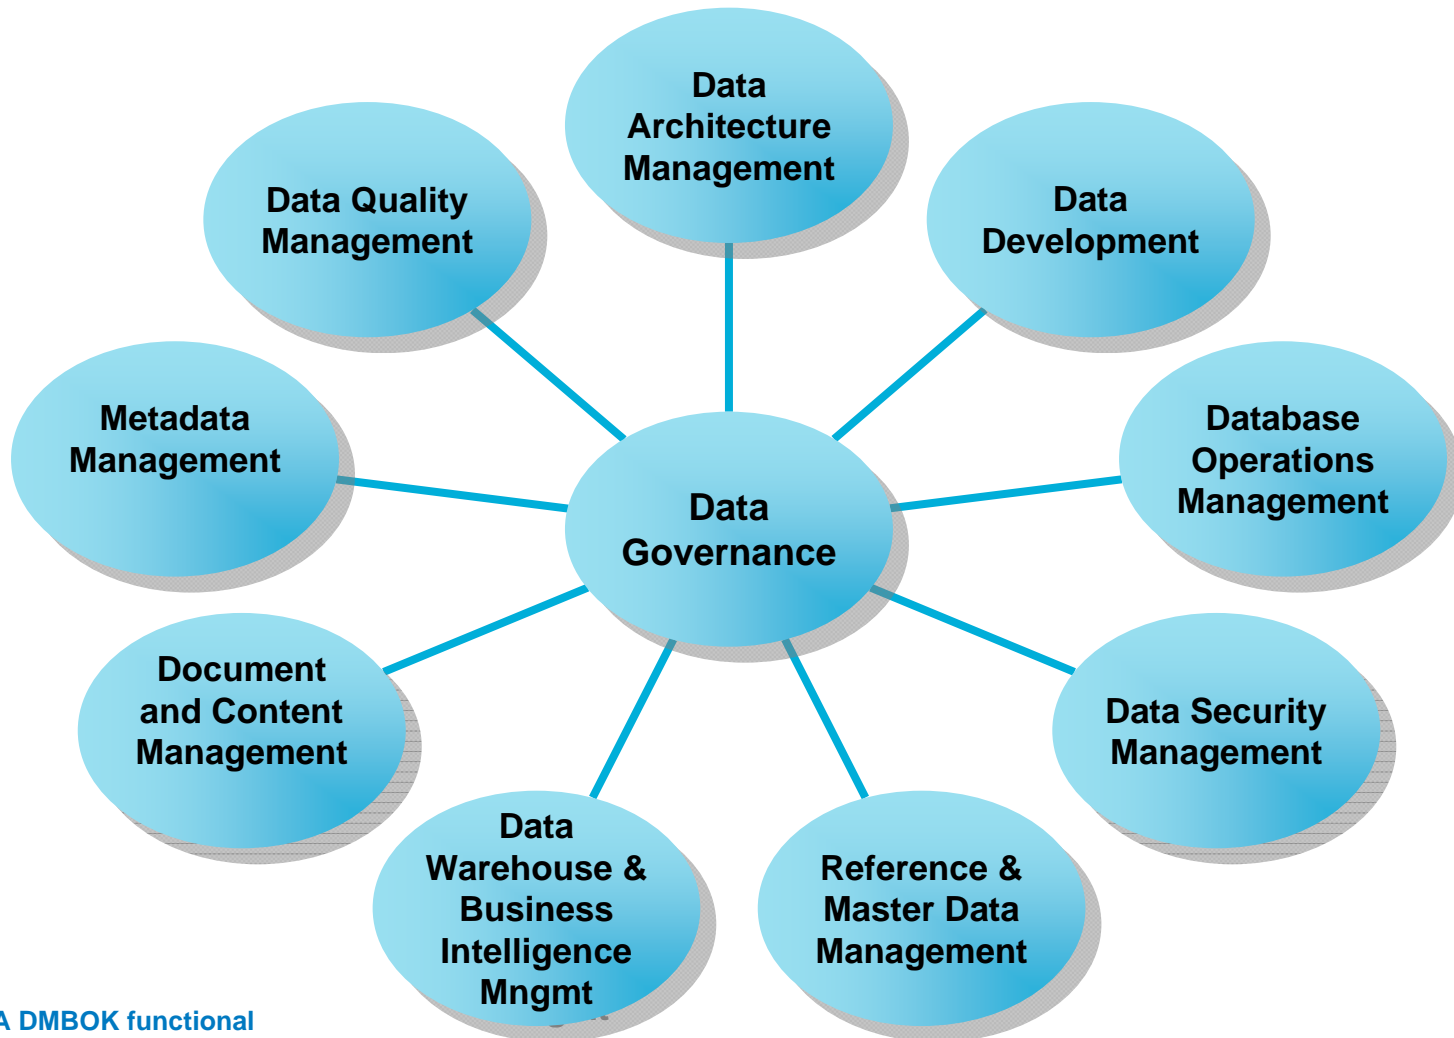 Data
Architecture
Management
Data
Development
Database
Operations
Management
Data Security
Management
Reference &
Master Data
Management
Data
Warehouse &
Business
Intelligence
Mngmt
Document
and Content
Management
Metadata
Management
Data Quality
Management
Data
Governance
A DMBOK functional